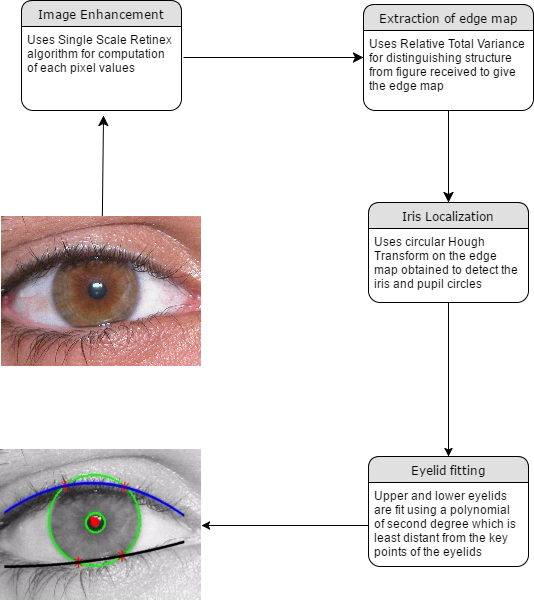 Image Enhancement
Uses Single Scale Retinex
algorithm for computation
of each pixel values
Extraction of edge map
Uses Relative Total Variance
for distinguishing structure
from figure received to give
the edge map
Iris Localization
Uses circular Hough
Transform on the edge
map obtained to detect the
iris and pupil circles
Eyelid fitting
Upper and lower eyelids
are fit using a polynomial
of second degree which is
least distant from the key
points of the eyelids